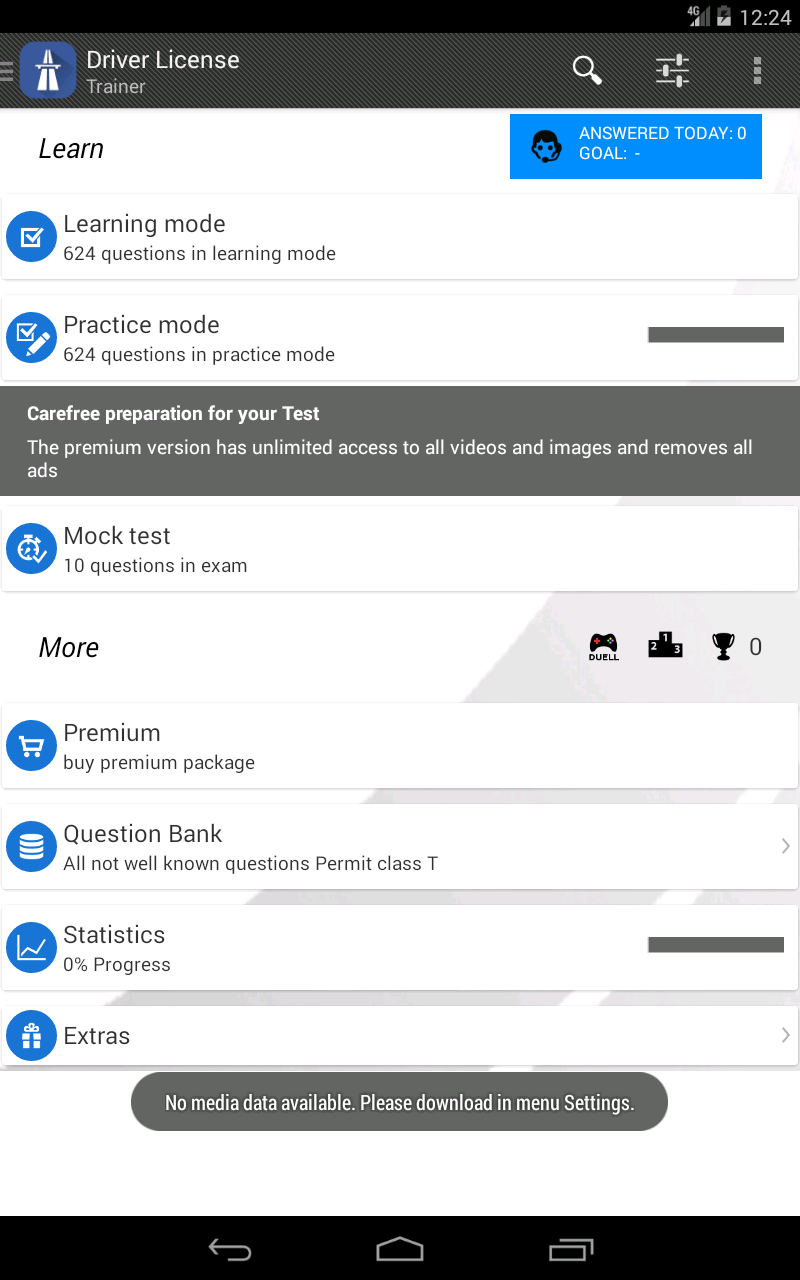 4G 12:24
Driver License
Trainer
Learn
ANSWERED TODAY: 0
GOAL: -
Learning mode
624 questions in learning mode
Practice mode
624 questions in practice mode
Carefree preparation for your Test
The premium version has unlimited access to all videos and images and removes all
ads
Mock test
10 questions in exam
More
DUELL
2 1 3
0
Premium
buy premium package
Question Bank
All not well known questions Permit class T
Statistics
0% Progress
Extras
No media data available. Please download in menu Settings.